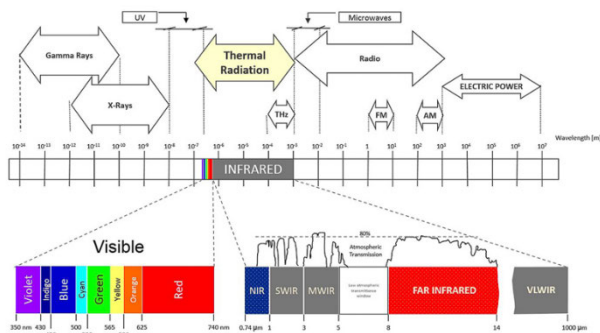 UV
Microwaves
Gamma Rays
Thermal
Radiation
Radio
X-Rays
THz
FM
AM
ELECTRIC POWER
Wavelength [m]
10⁻¹⁴ 10⁻¹³ 10⁻¹² 10⁻¹¹ 10⁻¹⁰ 10⁻⁹ 10⁻⁸ 10⁻⁷ 10⁻⁶ 10⁻⁵ 10⁻⁴ 10⁻³ 10⁻² 10⁻¹ 1 10¹ 10² 10³ 10⁴ 10⁵ 10⁶ 10⁷
INFRARED
Visible
Violet
Indigo
Blue
Cyan
Green
Yellow
Orange
Red
350 nm 430 500 565 625 740 nm
80%
Atmospheric
Transmission
NIR
SWIR
MWIR
Low atmospheric
transmittance
window
FAR INFRARED
VLWIR
0.74 μm 1 3 5 8 14 1000 μm